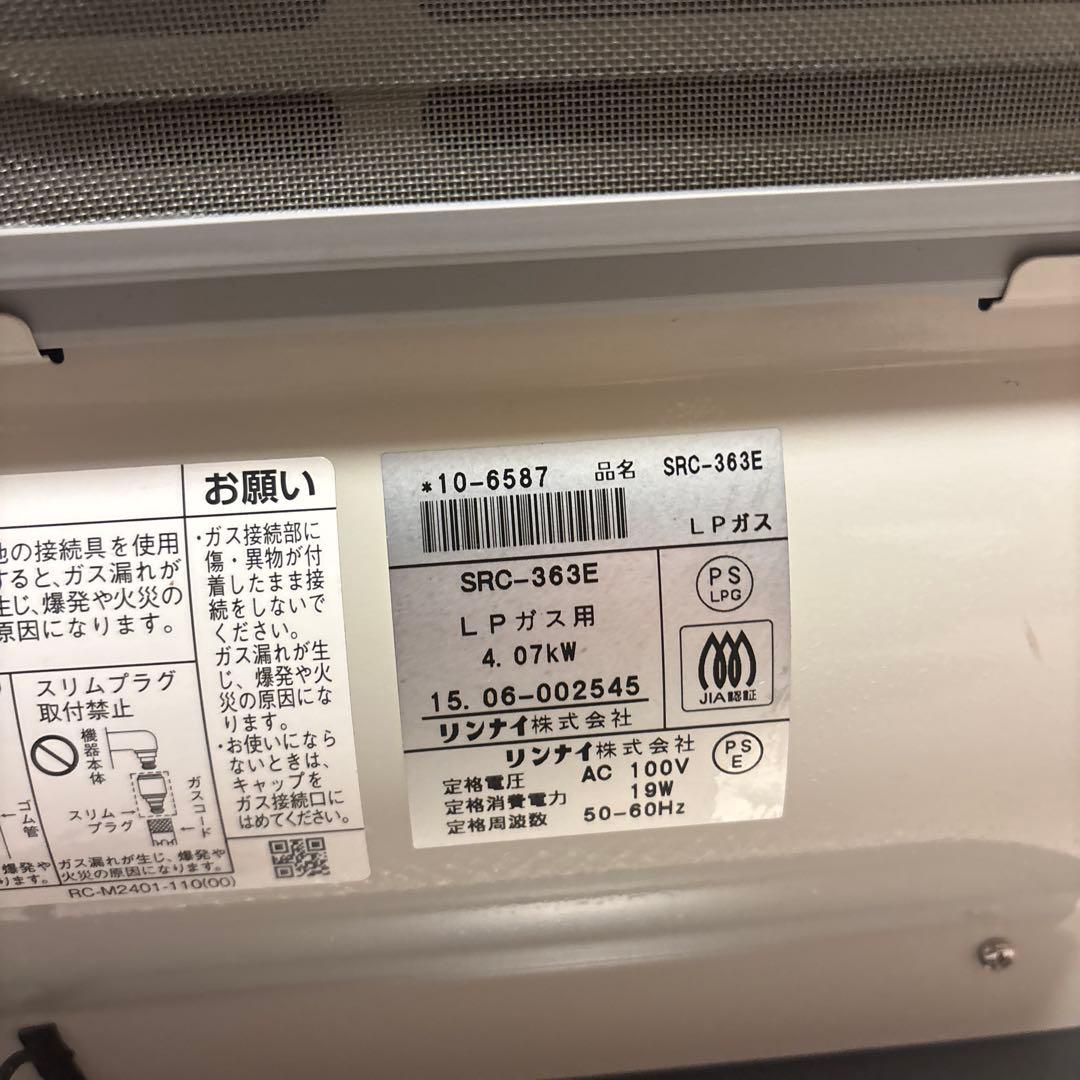 他の接続具を使用
すると、ガス漏れが
生じ、爆発や火災の
原因になります。
スリムプラグ
取付禁止
機器本体
スリム
プラグ
ガスコード
ゴム管
爆発や
ります。
ガス漏れが生じ、爆発や
火災の原因になります。
RC-M2401-110(00)
お願い
・ガス接続部に
傷・異物が付
着したまま接
続をしないで
ください。
ガス漏れが生
じ、爆発や火
災の原因にな
ります。
・お使いになら
ないときは、
キャップを
ガス接続口に
はめてください。
*10-6587 品名 SRC-363E
LPガス
SRC-363E
LPガス用
4.07kW
15.06-002545
リンナイ株式会社
PS
LPG
JIA認証
リンナイ株式会社
PS
E
定格電圧 AC 100V
定格消費電力 19W
定格周波数 50-60Hz